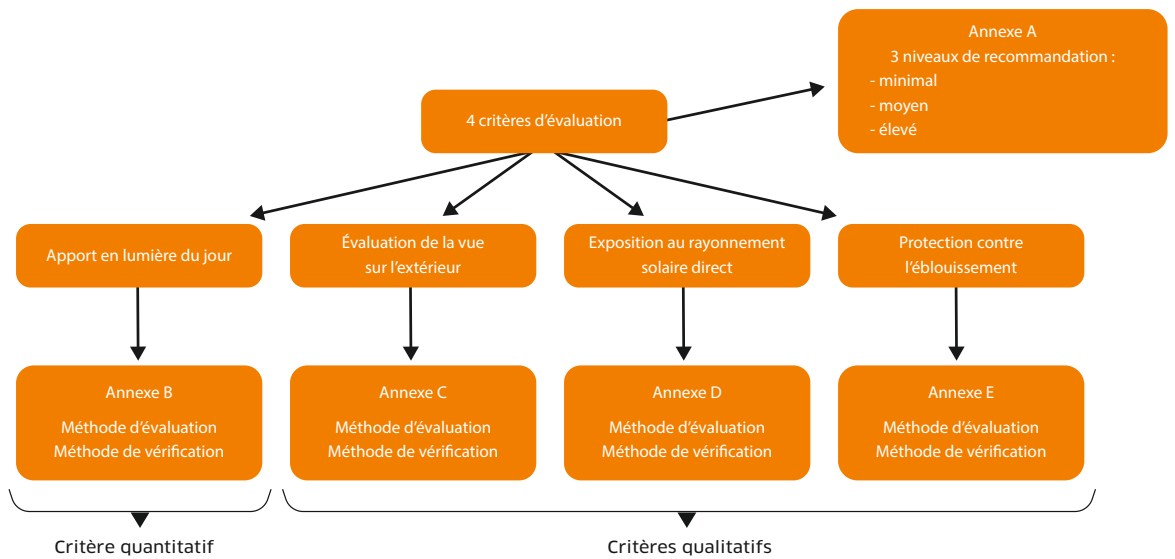 Annexe A
3 niveaux de recommandation :
- minimal
- moyen
- élevé
4 critères d’évaluation
Apport en lumière du jour
Évaluation de la vue
sur l’extérieur
Exposition au rayonnement
solaire direct
Protection contre
l’éblouissement
Annexe B
Méthode d’évaluation
Méthode de vérification
Annexe C
Méthode d’évaluation
Méthode de vérification
Annexe D
Méthode d’évaluation
Méthode de vérification
Annexe E
Méthode d’évaluation
Méthode de vérification
Critère quantitatif
Critères qualitatifs